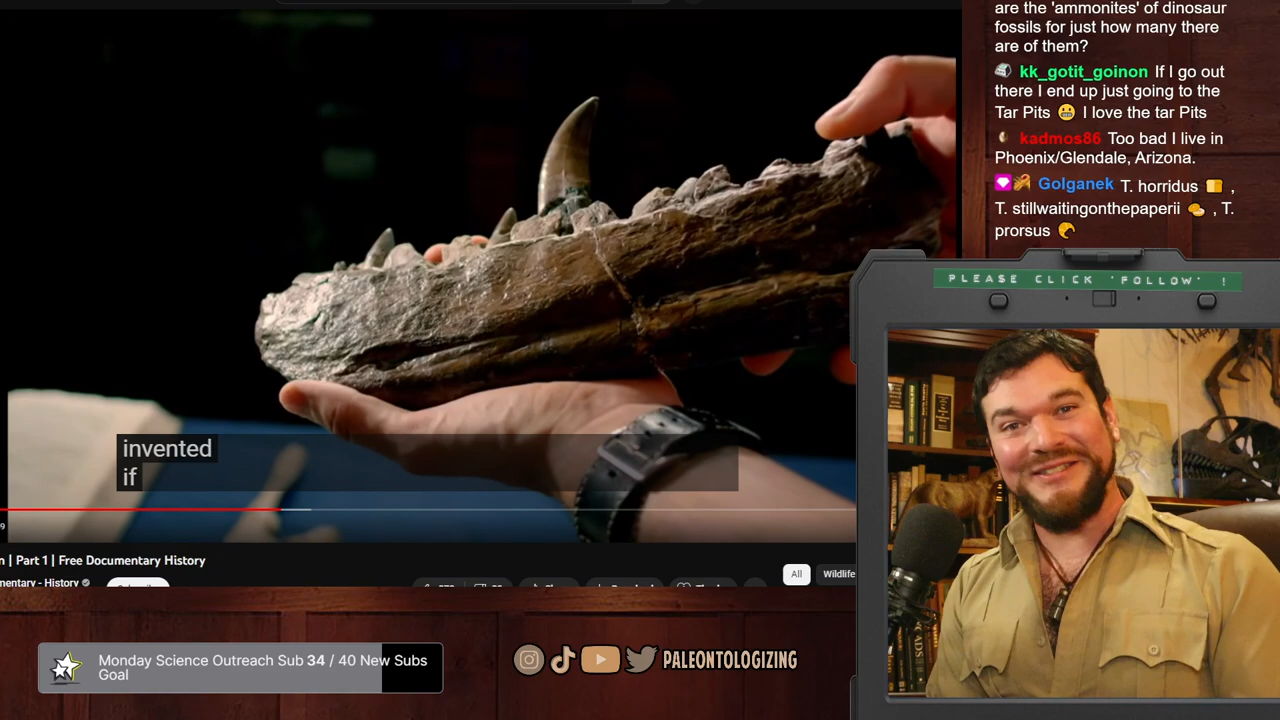 are the 'ammonites' of dinosaur
fossils for just how many there
are of them?
kk_gotit_goinon If I go out
there I end up just going to the
Tar Pits 😬 I love the tar Pits
kadmos86 Too bad I live in
Phoenix/Glendale, Arizona.
Golganek T. horridus 🍞 ,
T. stillwaitingonthepaperii 🥯 , T.
prorsus 🥐
PLEASE CLICK 'FOLLOW' !
invented
if
9
n | Part 1 | Free Documentary History
mentary - History
All
Wildlife
Monday Science Outreach Sub 34 / 40 New Subs
Goal
PALEONTOLOGIZING